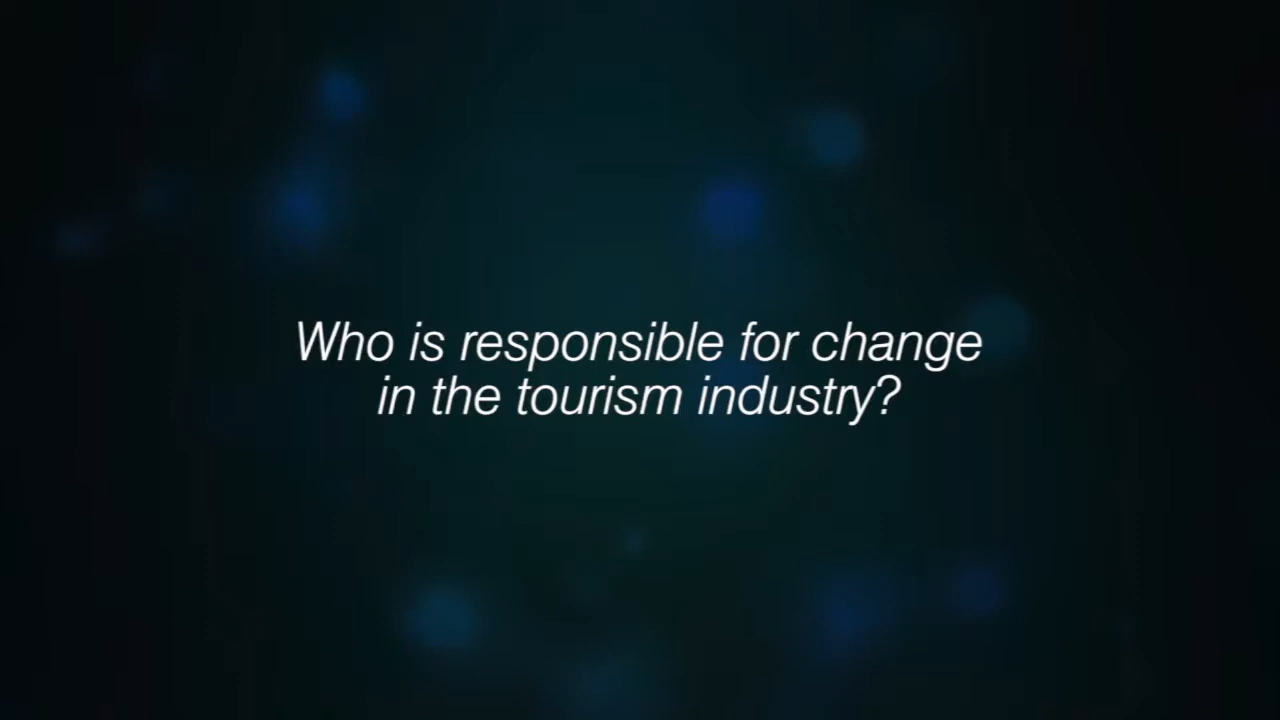 Who is responsible for change
in the tourism industry?